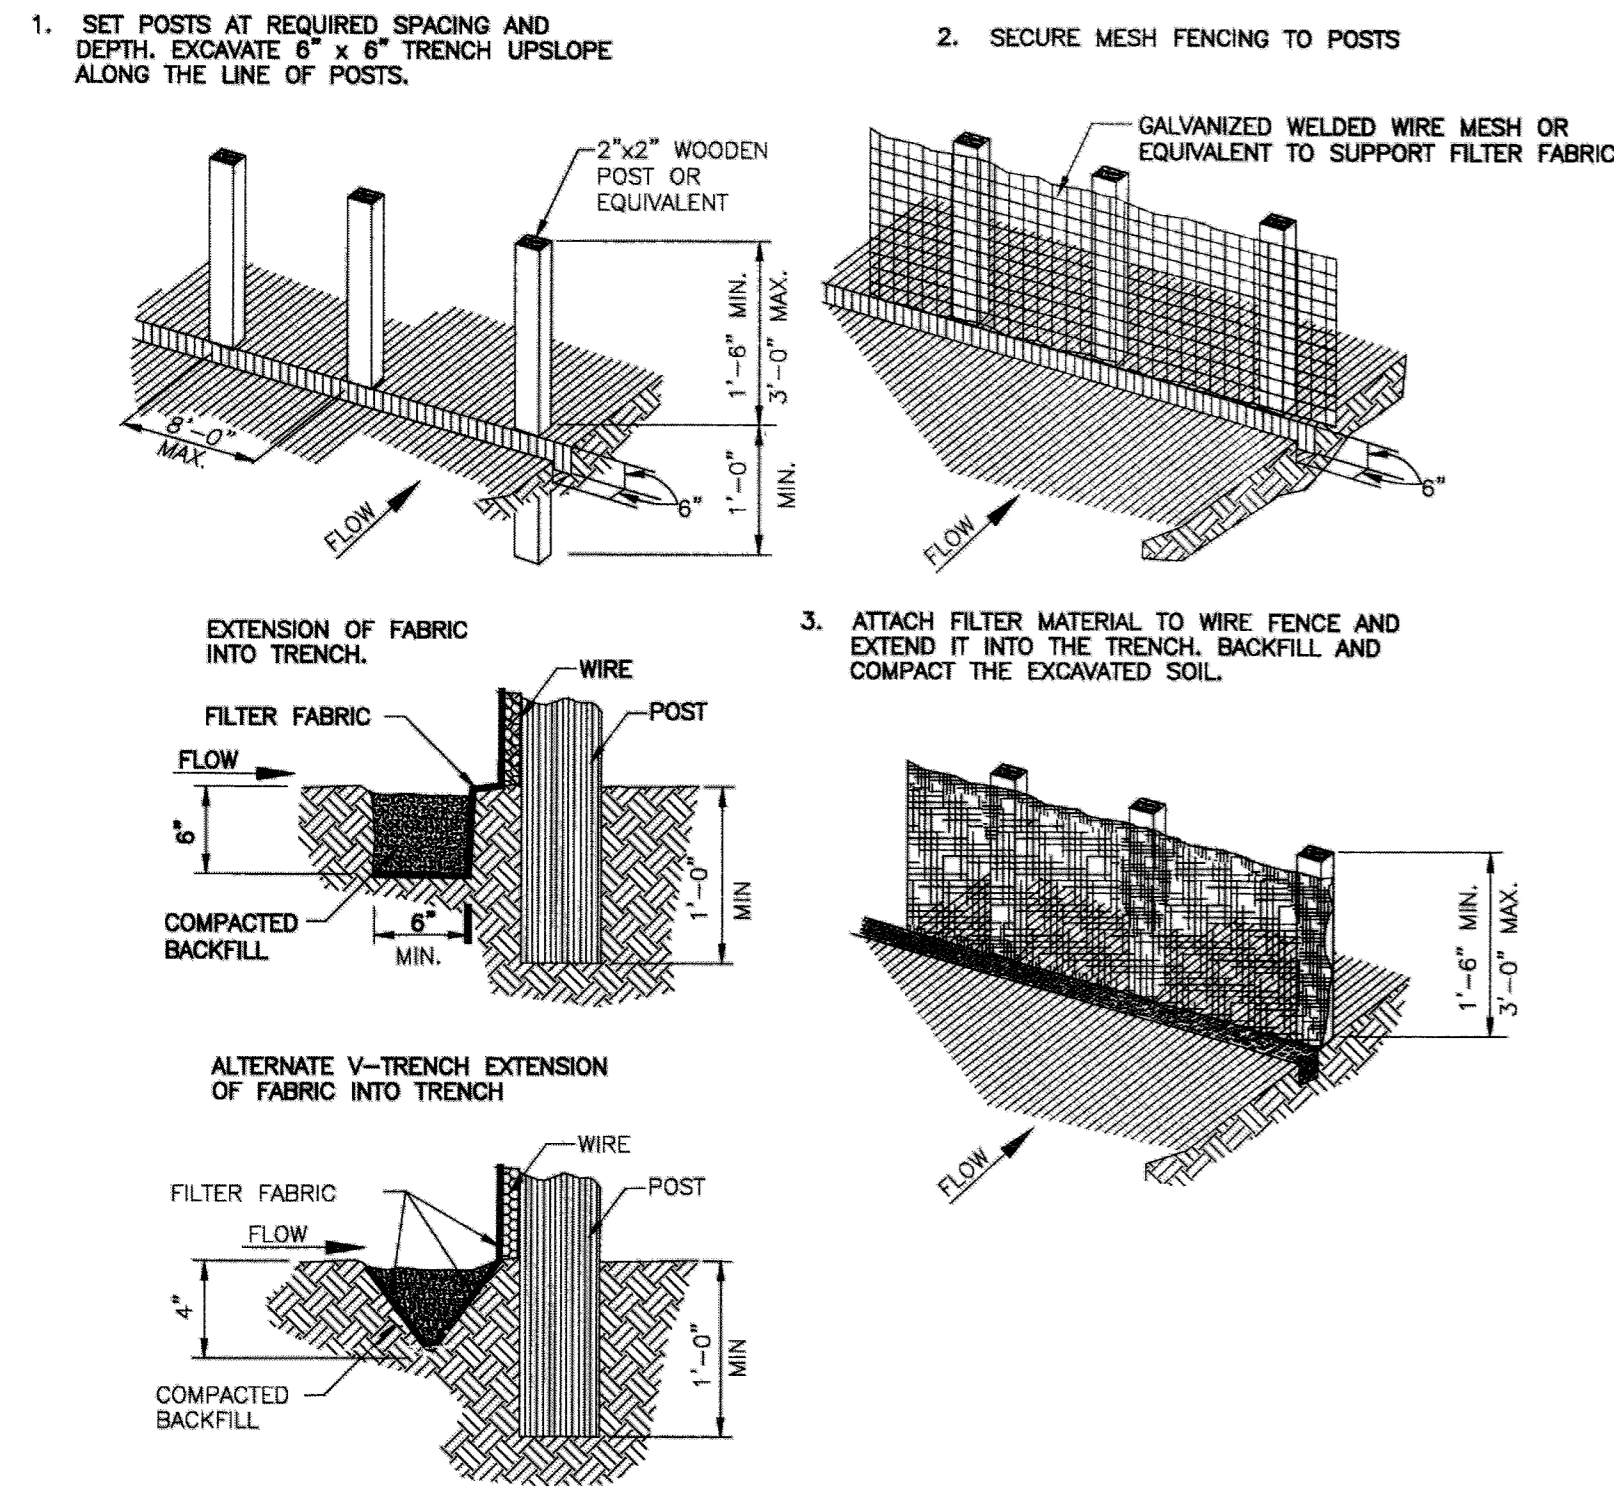 1. SET POSTS AT REQUIRED SPACING AND
DEPTH. EXCAVATE 6" x 6" TRENCH UPSLOPE
ALONG THE LINE OF POSTS.
2"x2" WOODEN
POST OR
EQUIVALENT
1'-6" MIN.
3'-0" MAX.
8'-0"
MAX.
1'-0"
MIN.
6"
FLOW
2. SECURE MESH FENCING TO POSTS
GALVANIZED WELDED WIRE MESH OR
EQUIVALENT TO SUPPORT FILTER FABRIC
6"
FLOW
EXTENSION OF FABRIC
INTO TRENCH.
WIRE
FILTER FABRIC
POST
FLOW
6"
1'-0"
MIN
COMPACTED
BACKFILL
6"
MIN.
3. ATTACH FILTER MATERIAL TO WIRE FENCE AND
EXTEND IT INTO THE TRENCH. BACKFILL AND
COMPACT THE EXCAVATED SOIL.
1'-6" MIN.
3'-0" MAX.
FLOW
ALTERNATE V-TRENCH EXTENSION
OF FABRIC INTO TRENCH
WIRE
FILTER FABRIC
POST
FLOW
4"
1'-0"
MIN
COMPACTED
BACKFILL